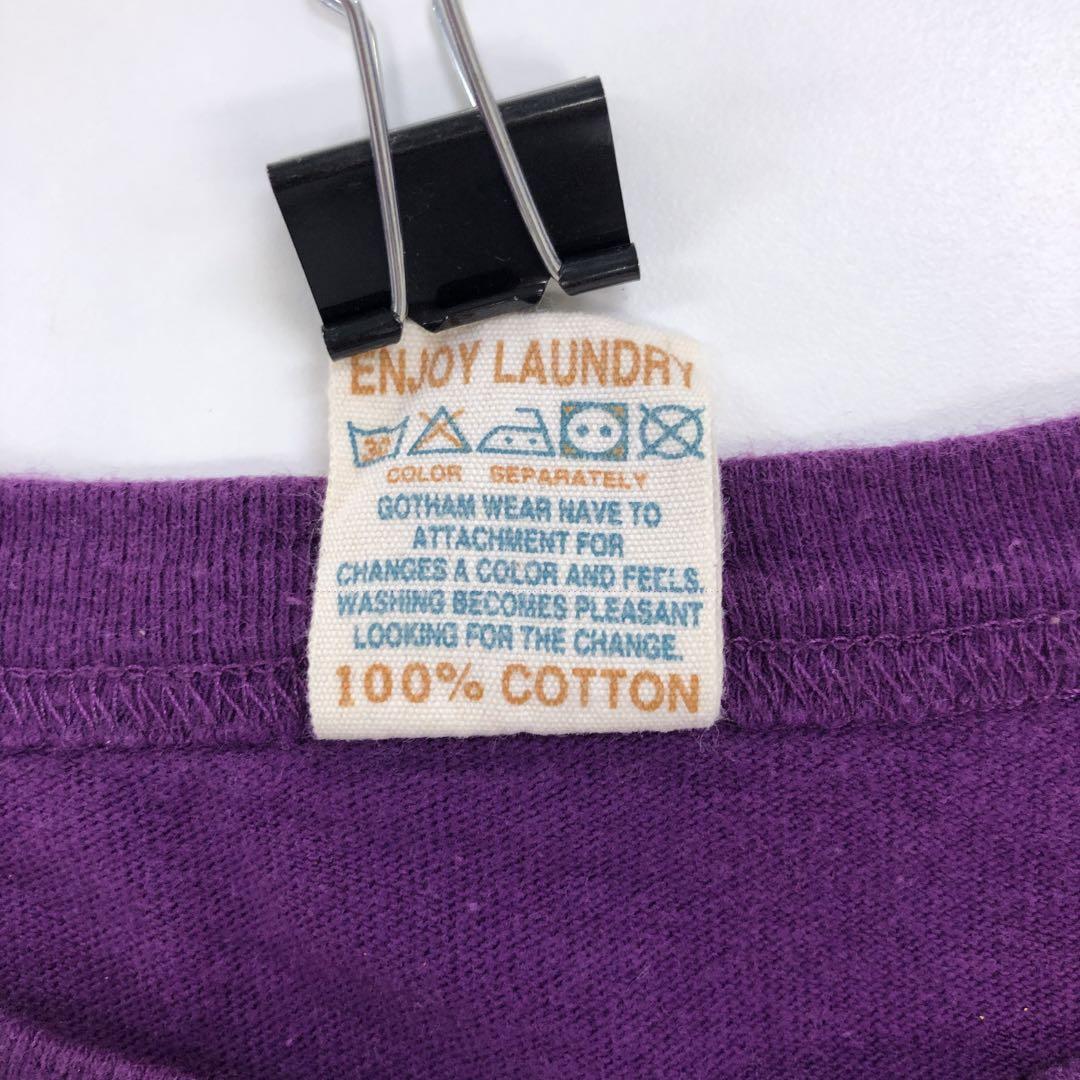 ENJOY LAUNDRY
30
COLOR SEPARATELY
GOTHAM WEAR HAVE TO
ATTACHMENT FOR
CHANGES A COLOR AND FEELS.
WASHING BECOMES PLEASANT
LOOKING FOR THE CHANGE.
100% COTTON